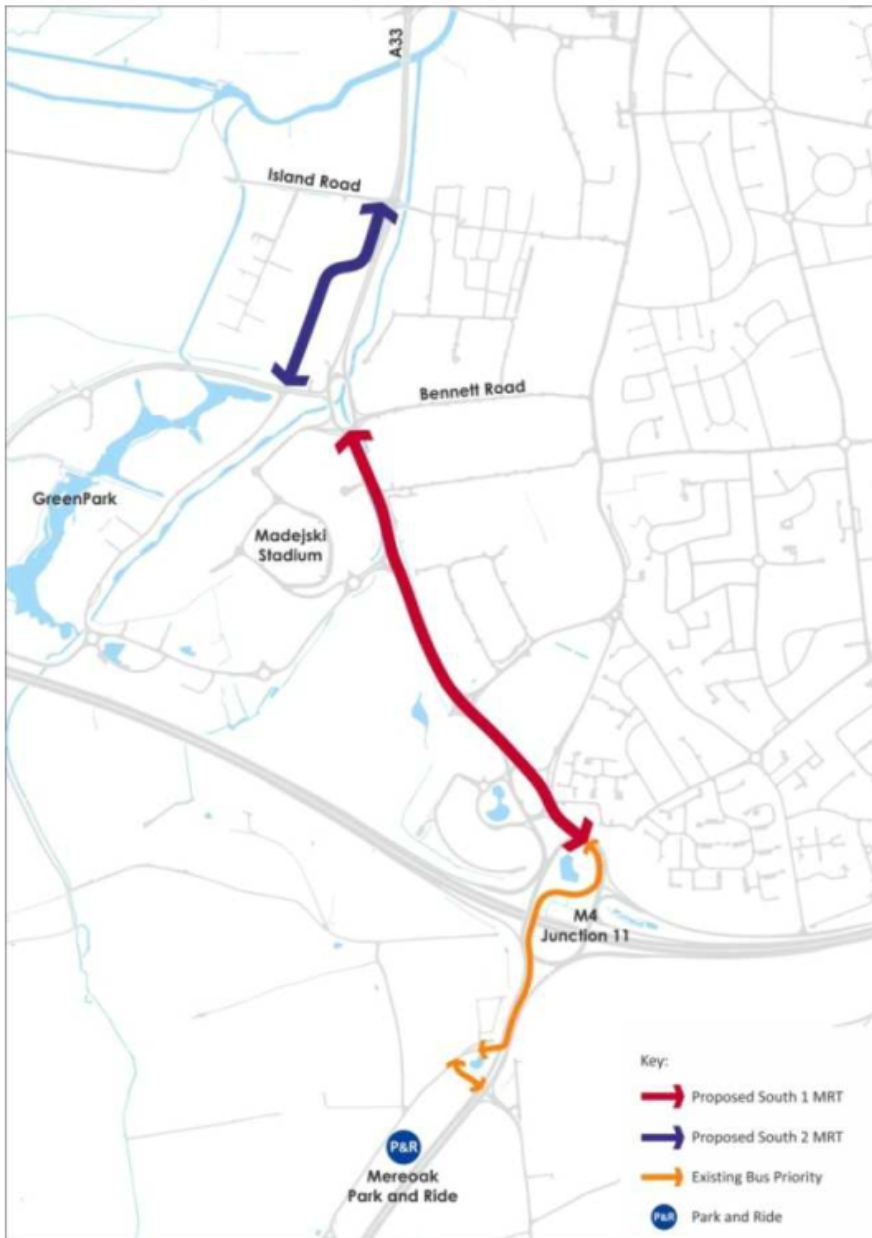 A33
Island Road
Bennett Road
GreenPark
Madejski
Stadium
M4
Junction 11
P&R
Mereoak
Park and Ride
Key:
Proposed South 1 MRT
Proposed South 2 MRT
Existing Bus Priority
P&R Park and Ride